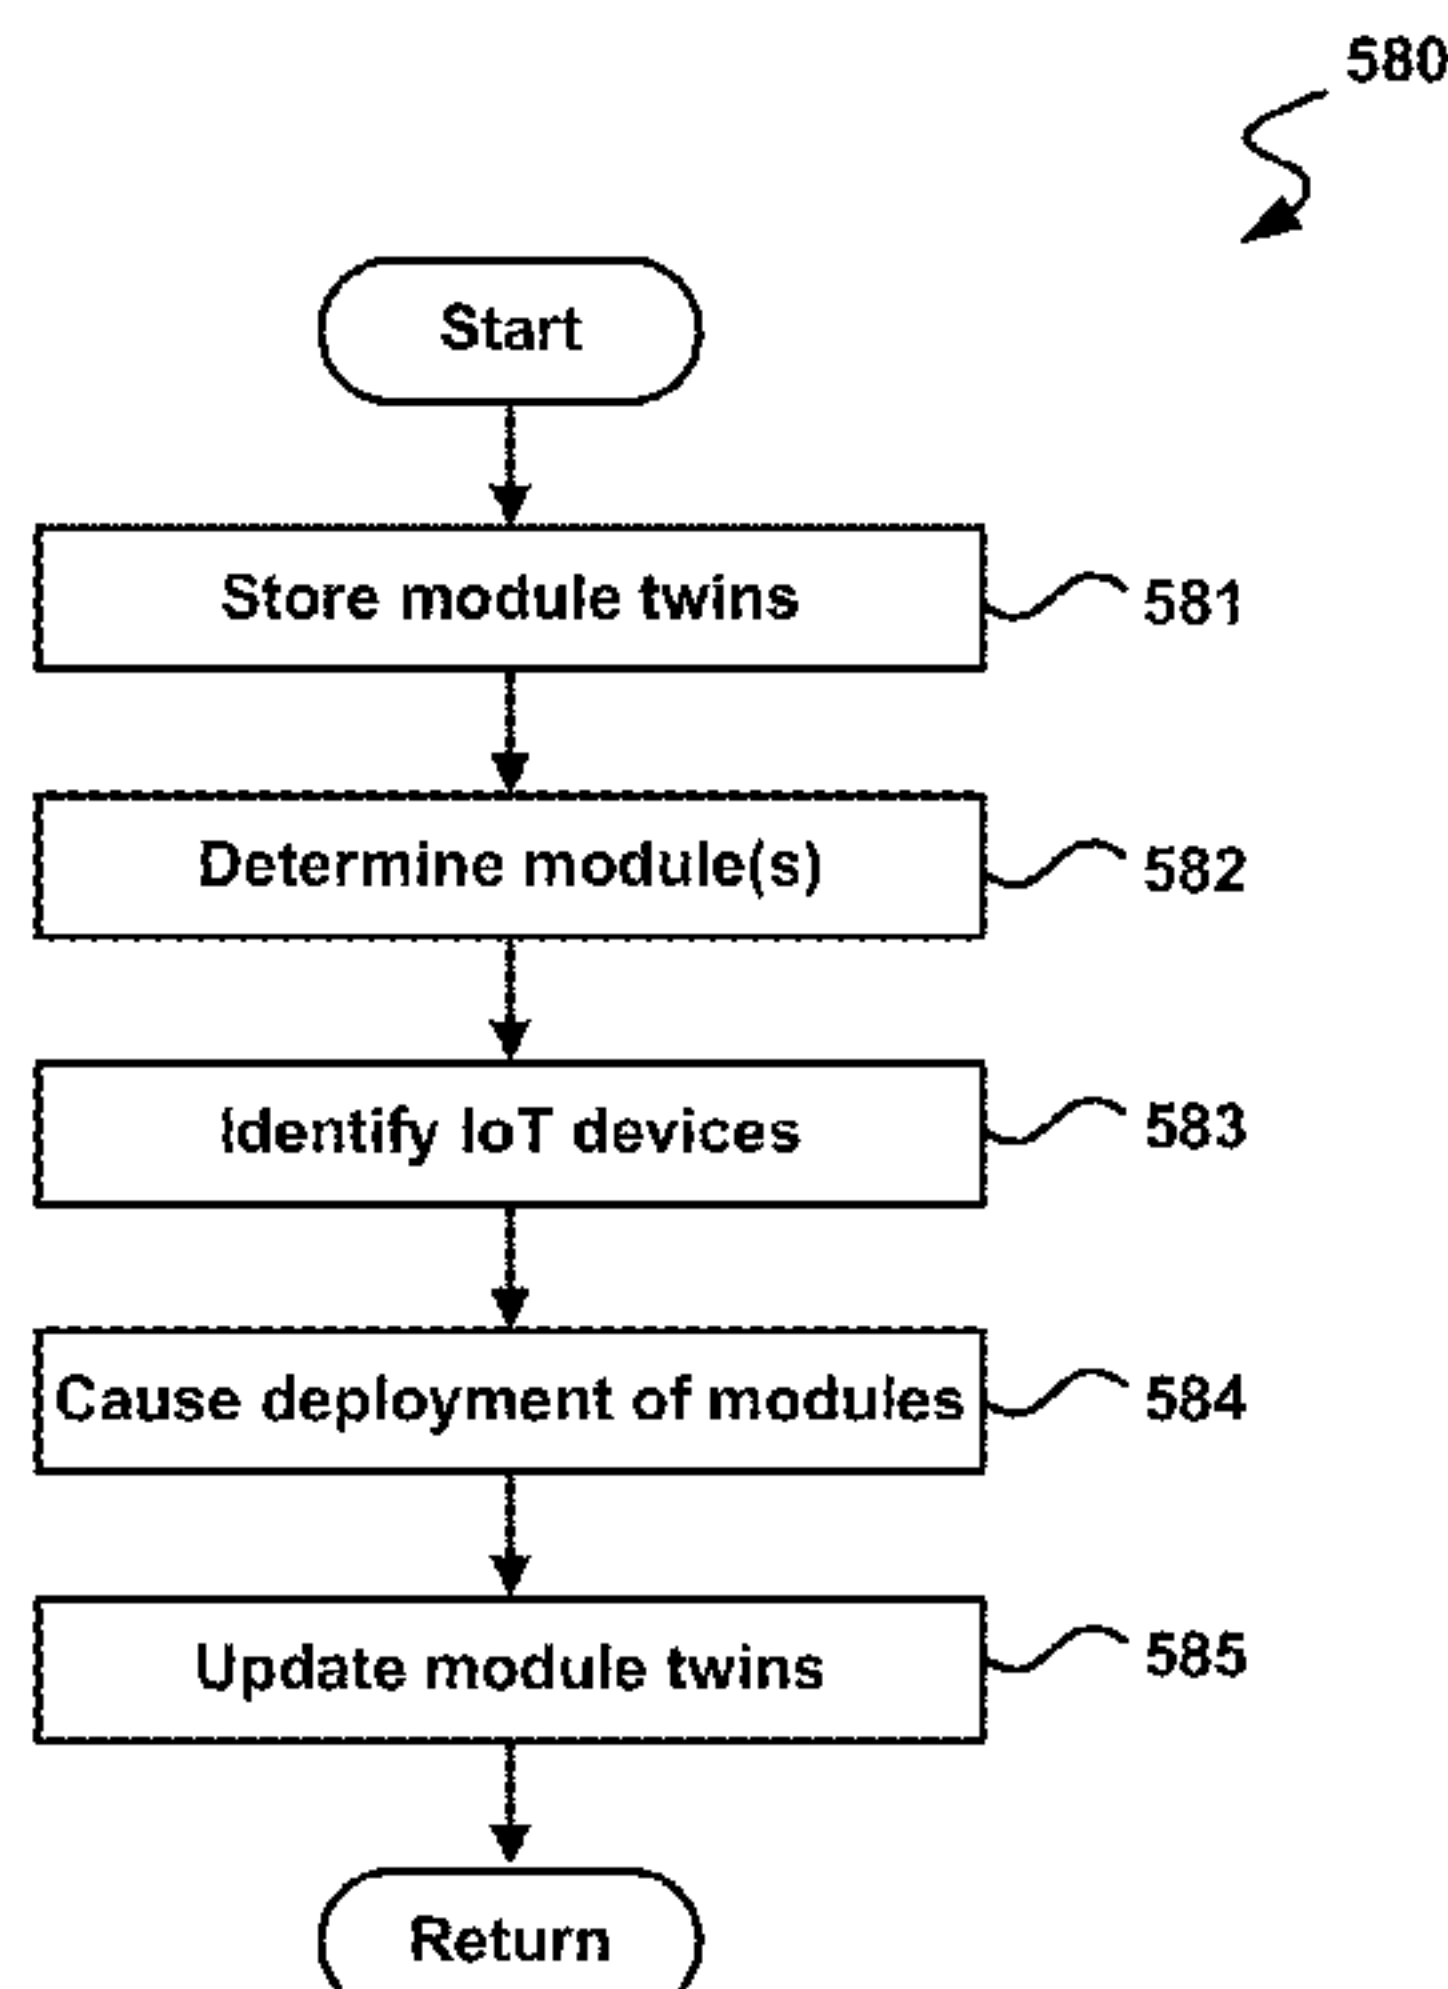 580
Start
Store module twins
581
Determine module(s)
582
Identify IoT devices
583
Cause deployment of modules
584
Update module twins
585
Return